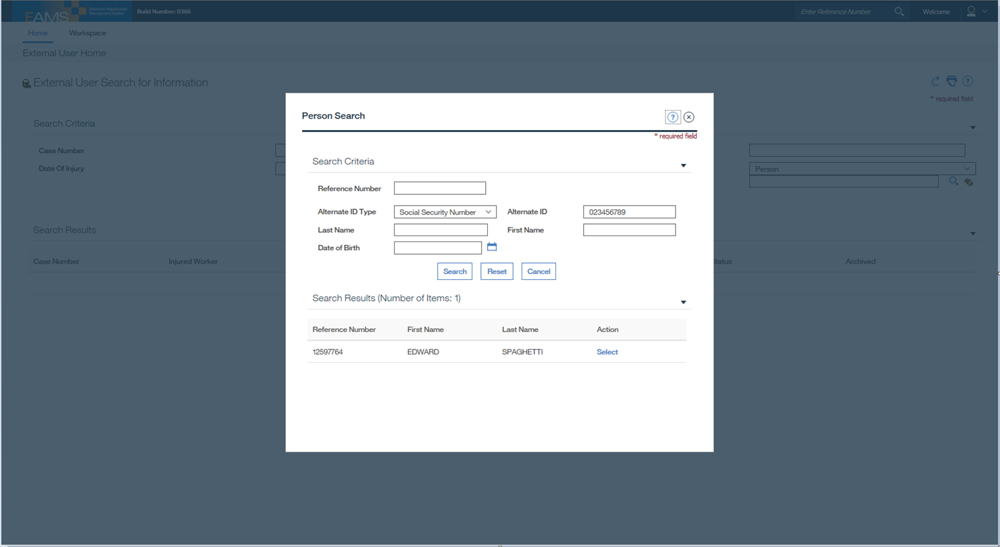 EAMS Electronic Adjudication Management System Build Number: 0366 Enter Reference Number Welcome
Home Workspace
External User Home
External User Search for Information
* required field
Person Search ?
* required field
Search Criteria
Case Number
Date Of Injury
Person
Search Criteria
Reference Number
Alternate ID Type Social Security Number Alternate ID 023456789
Last Name First Name
Date of Birth
Search Reset Cancel
Search Results
Search Results (Number of Items: 1)
Case Number Injured Worker Status Archived
Reference Number First Name Last Name Action
12597764 EDWARD SPAGHETTI Select